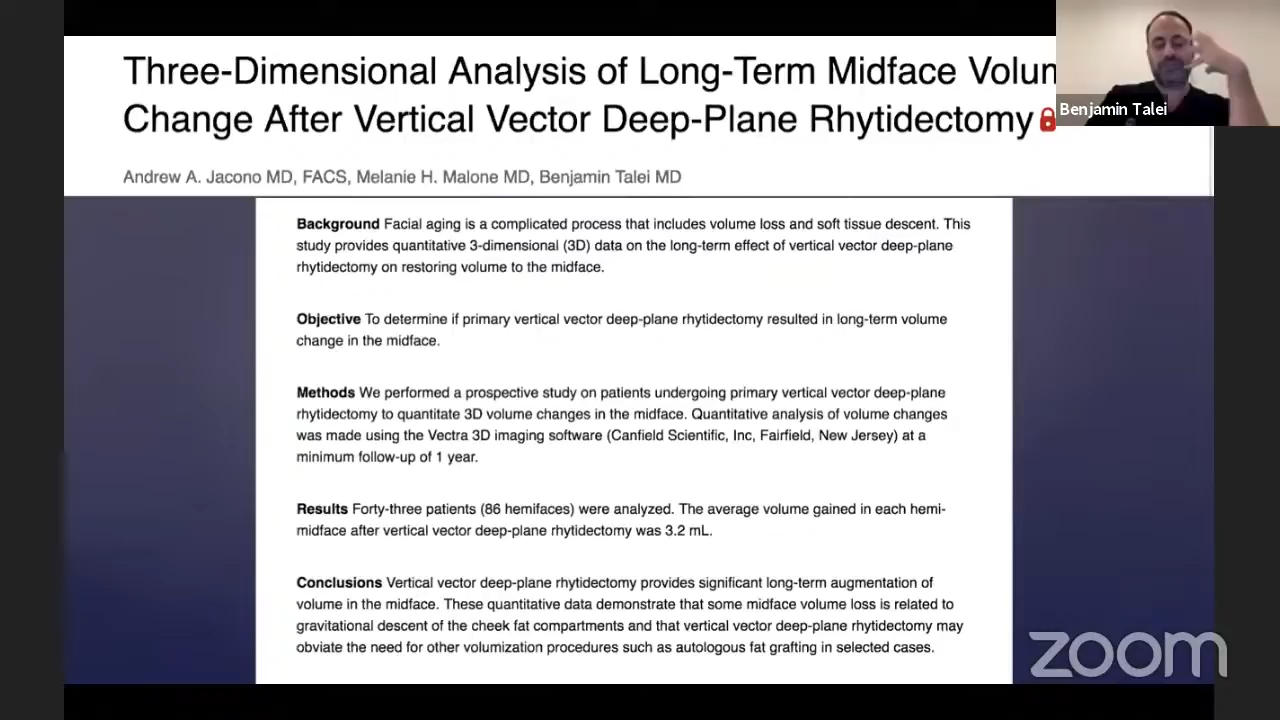 Three-Dimensional Analysis of Long-Term Midface
Change After Vertical Vector Deep-Plane Rhytidectomy
Benjamin Talei
Andrew A. Jacono MD, FACS, Melanie H. Malone MD, Benjamin Talei MD
Background Facial aging is a complicated process that includes volume loss and soft tissue descent. This
study provides quantitative 3-dimensional (3D) data on the long-term effect of vertical vector deep-plane
rhytidectomy on restoring volume to the midface.
Objective To determine if primary vertical vector deep-plane rhytidectomy resulted in long-term volume
change in the midface.
Methods We performed a prospective study on patients undergoing primary vertical vector deep-plane
rhytidectomy to quantitate 3D volume changes in the midface. Quantitative analysis of volume changes
was made using the Vectra 3D imaging software (Canfield Scientific, Inc, Fairfield, New Jersey) at a
minimum follow-up of 1 year.
Results Forty-three patients (86 hemifaces) were analyzed. The average volume gained in each hemi-
midface after vertical vector deep-plane rhytidectomy was 3.2 mL.
Conclusions Vertical vector deep-plane rhytidectomy provides significant long-term augmentation of
volume in the midface. These quantitative data demonstrate that some midface volume loss is related to
gravitational descent of the cheek fat compartments and that vertical vector deep-plane rhytidectomy may
obviate the need for other volumization procedures such as autologous fat grafting in selected cases.
zoom